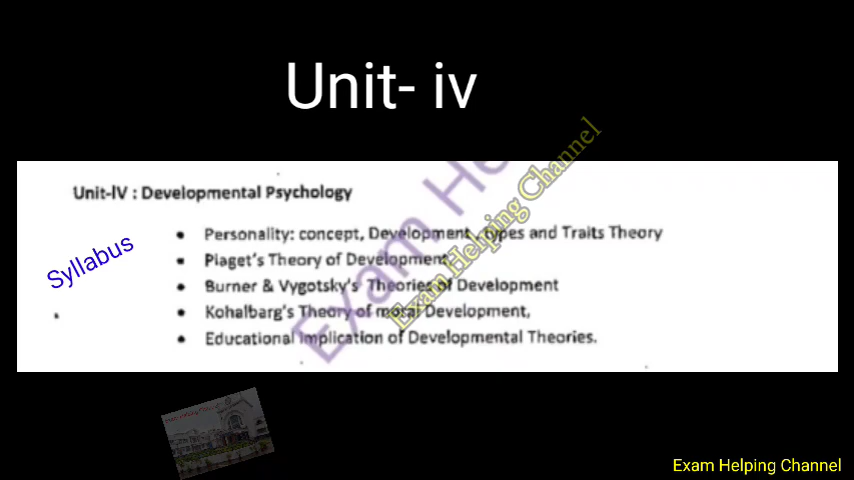 Unit- iv
Unit-IV : Developmental Psychology
Syllabus
• Personality: concept, Development , types and Traits Theory
• Piaget's Theory of Development,
• Burner & Vygotsky's Theories of Development
• Kohalbarg's Theory of moral Development,
• Educational Implication of Developmental Theories.
Exam He
Exam Helping Channel
Exam Helping Channel